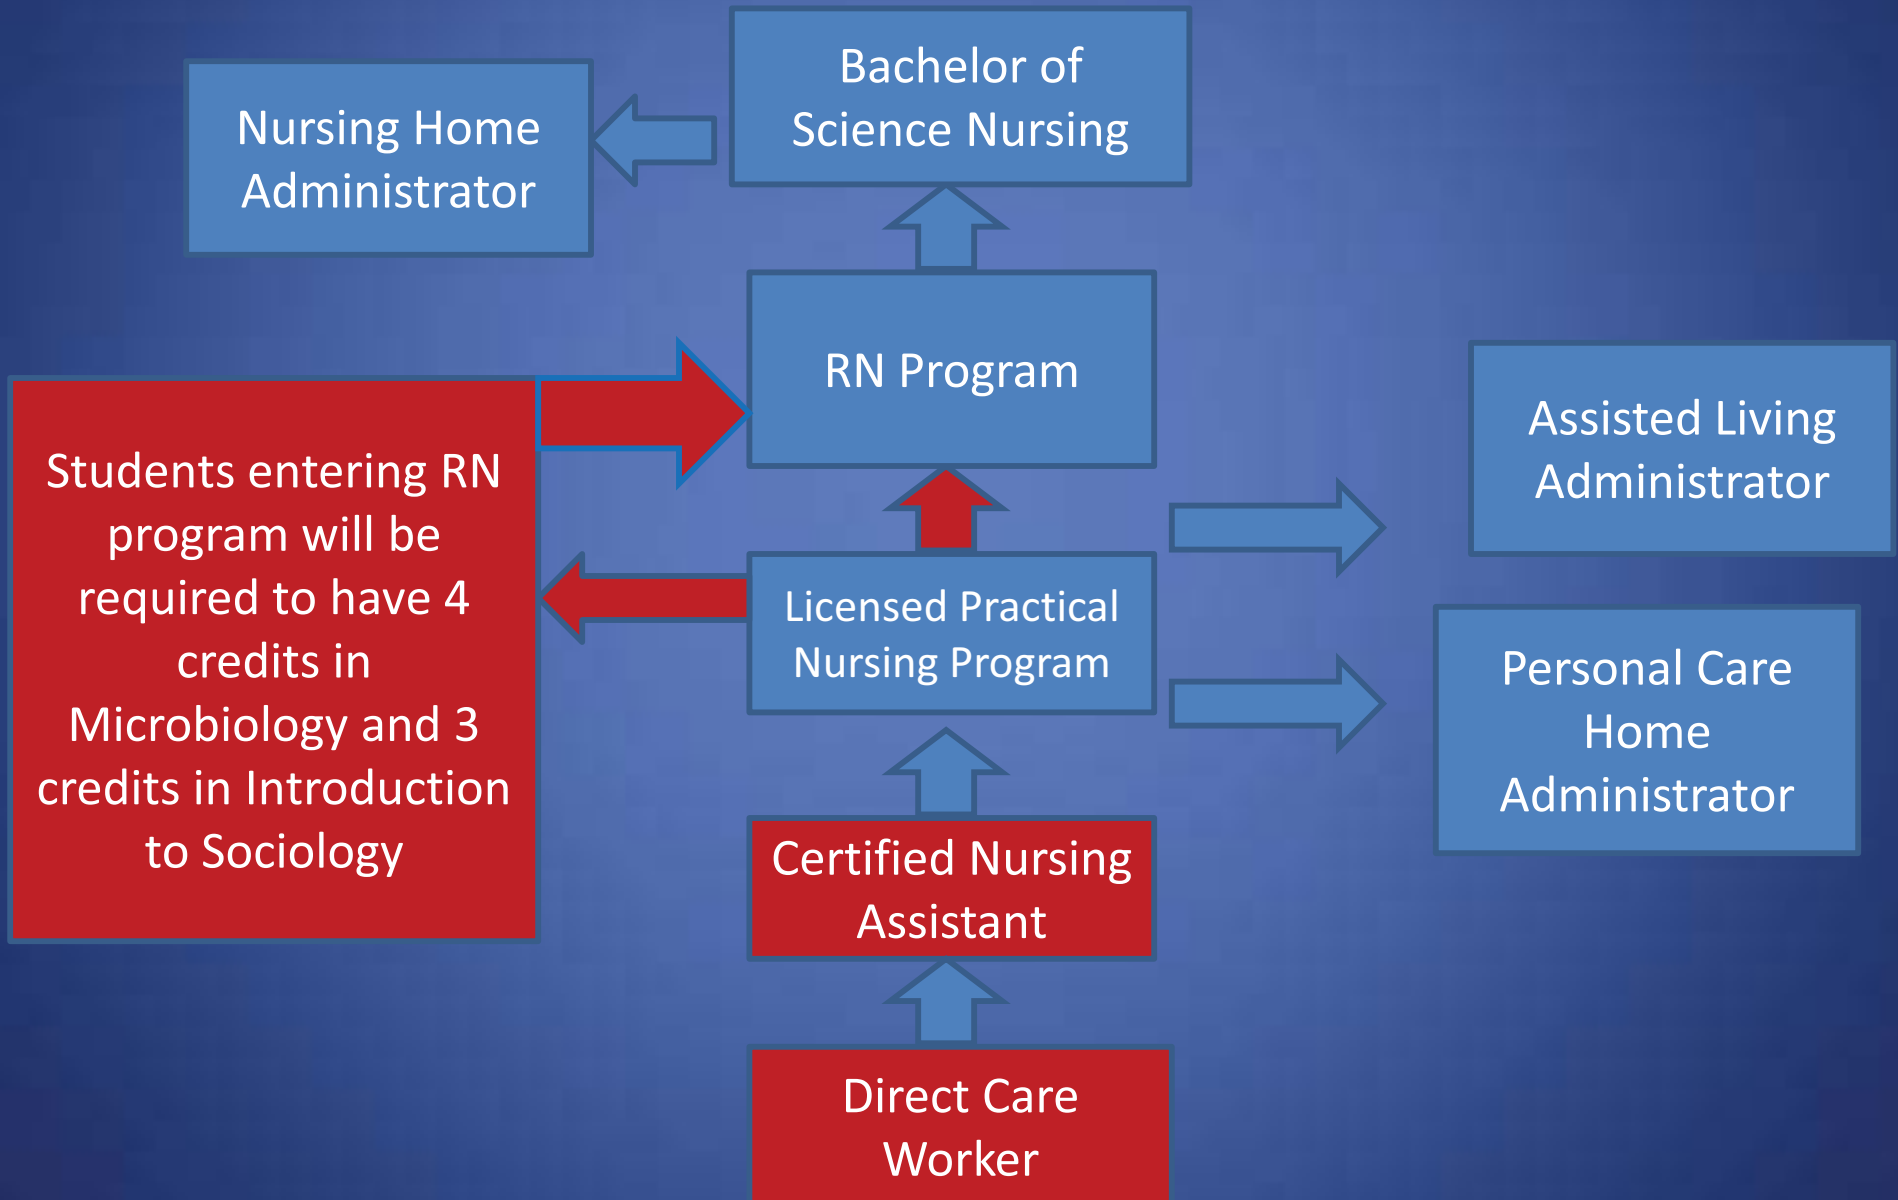 Bachelor of
Science Nursing
Nursing Home
Administrator
RN Program
Students entering RN
program will be
required to have 4
credits in
Microbiology and 3
credits in Introduction
to Sociology
Assisted Living
Administrator
Licensed Practical
Nursing Program
Personal Care
Home
Administrator
Certified Nursing
Assistant
Direct Care
Worker